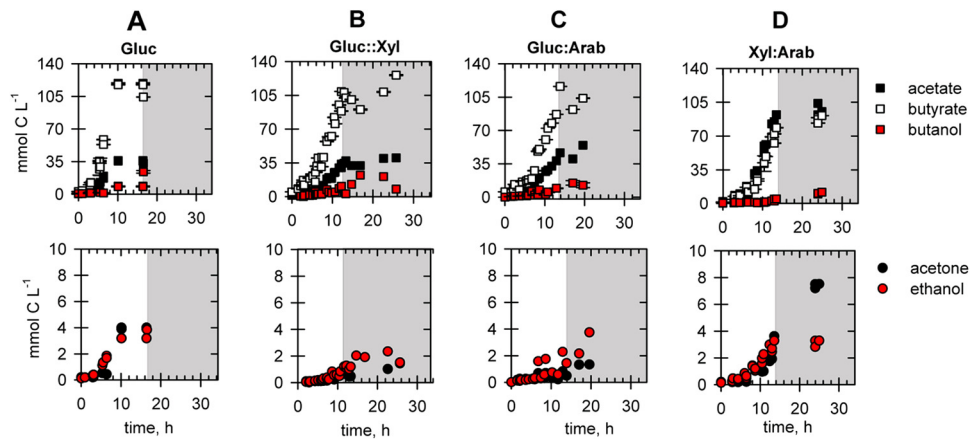 A B C D
Gluc Gluc::Xyl Gluc:Arab Xyl:Arab
140 140 140 140
105 105 105 105
70 70 70 70
35 35 35 35
0 0 0 0
mmol C L-1
0 10 20 30 0 10 20 30 0 10 20 30 0 10 20 30
acetate
butyrate
butanol
10 10 10 10
8 8 8 8
6 6 6 6
4 4 4 4
2 2 2 2
0 0 0 0
mmol C L-1
0 10 20 30 0 10 20 30 0 10 20 30 0 10 20 30
time, h time, h time, h time, h
acetone
ethanol